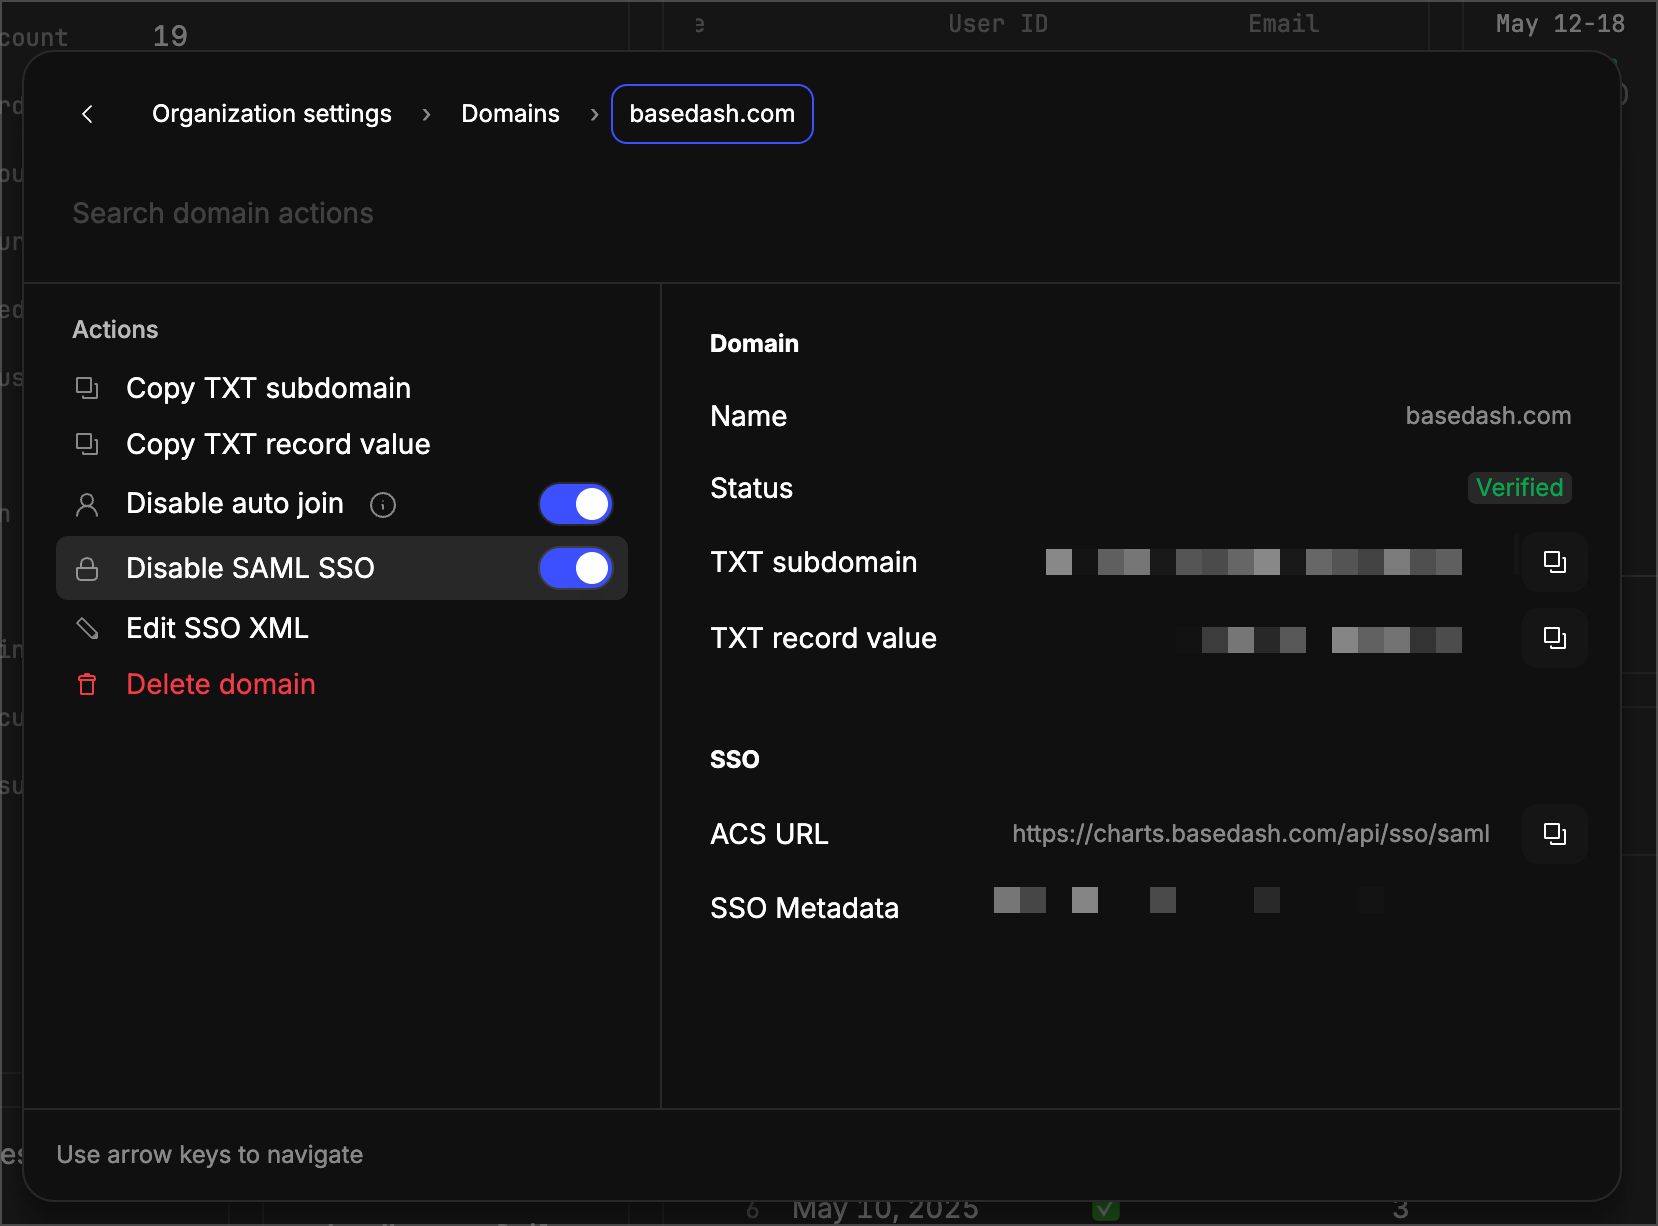 count 19
User ID Email May 12-18
Organization settings › Domains › basedash.com
Search domain actions
Actions
Copy TXT subdomain
Copy TXT record value
Disable auto join
Disable SAML SSO
Edit SSO XML
Delete domain
Domain
Name basedash.com
Status Verified
TXT subdomain
TXT record value
SSO
ACS URL https://charts.basedash.com/api/sso/saml
SSO Metadata
Use arrow keys to navigate
6 May 10, 2025 ✅ 3